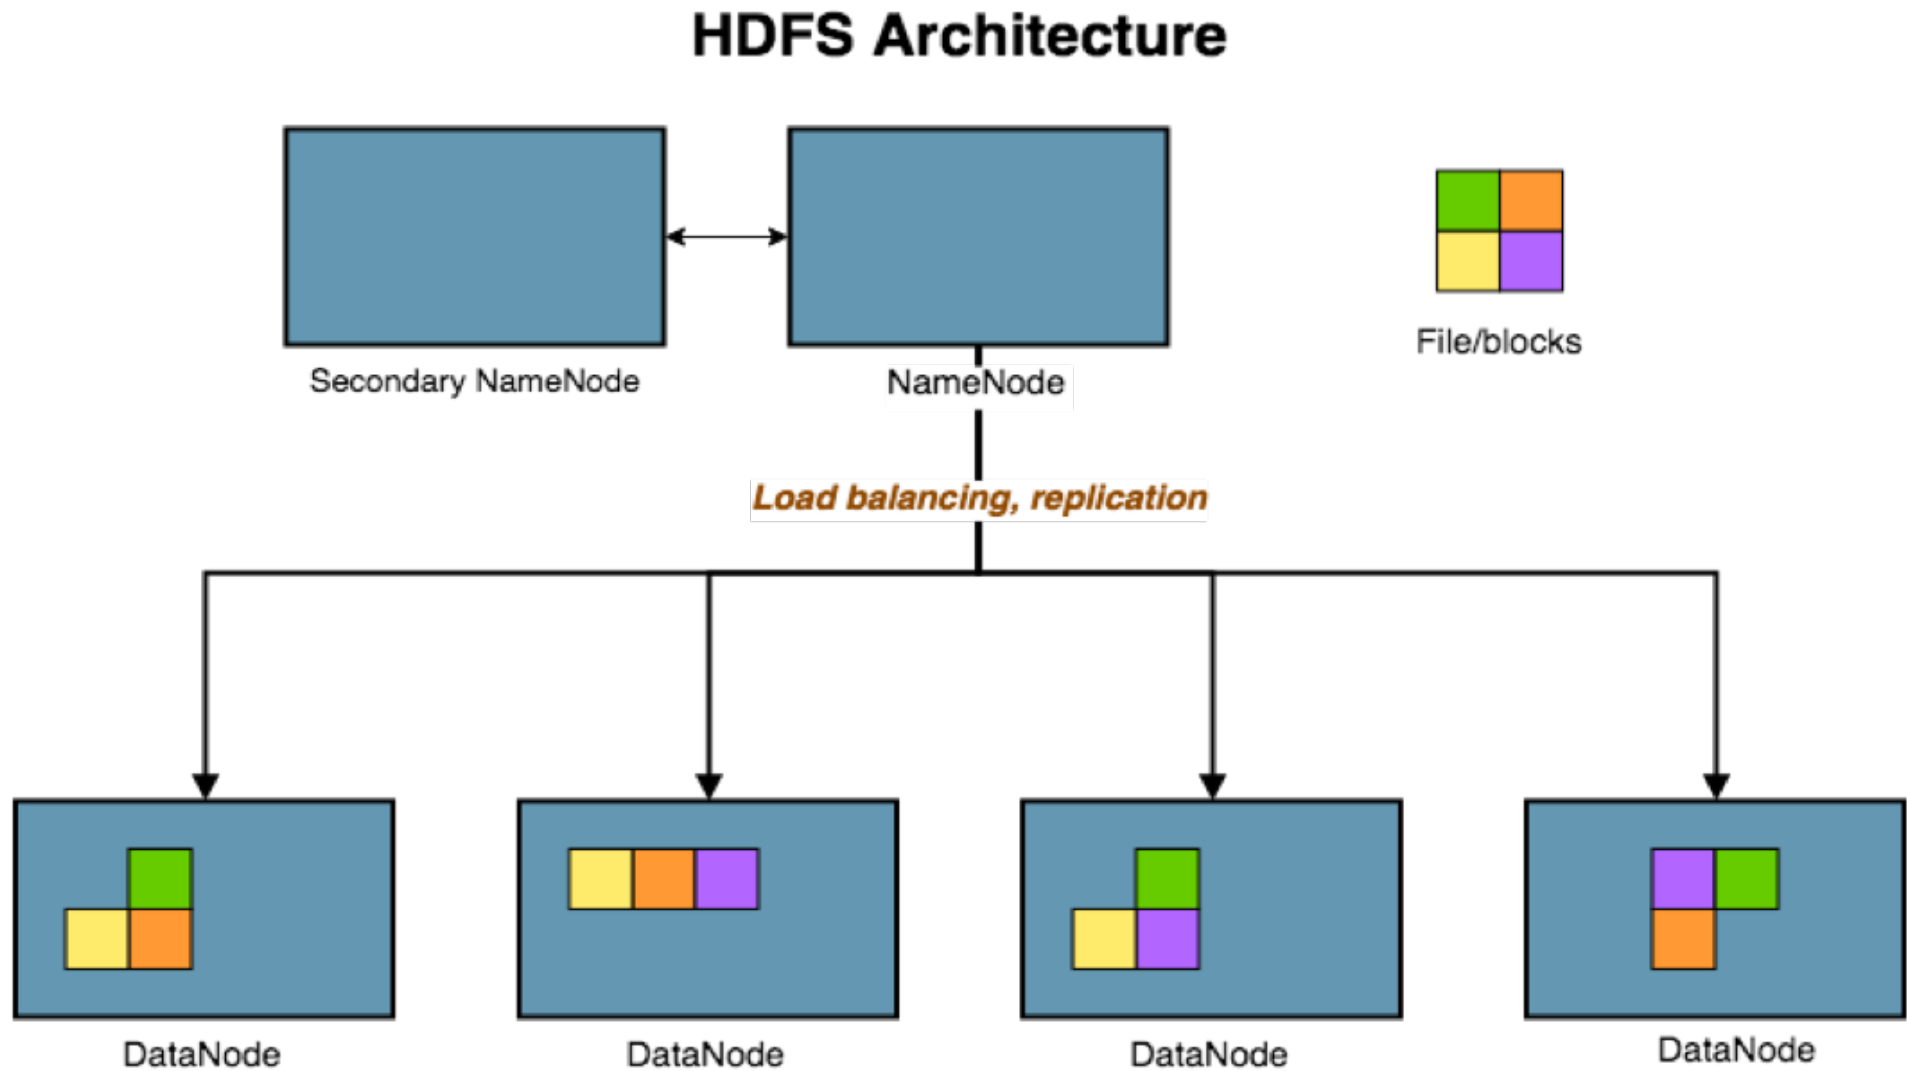 HDFS Architecture
Secondary NameNode
NameNode
File/blocks
Load balancing, replication
DataNode
DataNode
DataNode
DataNode